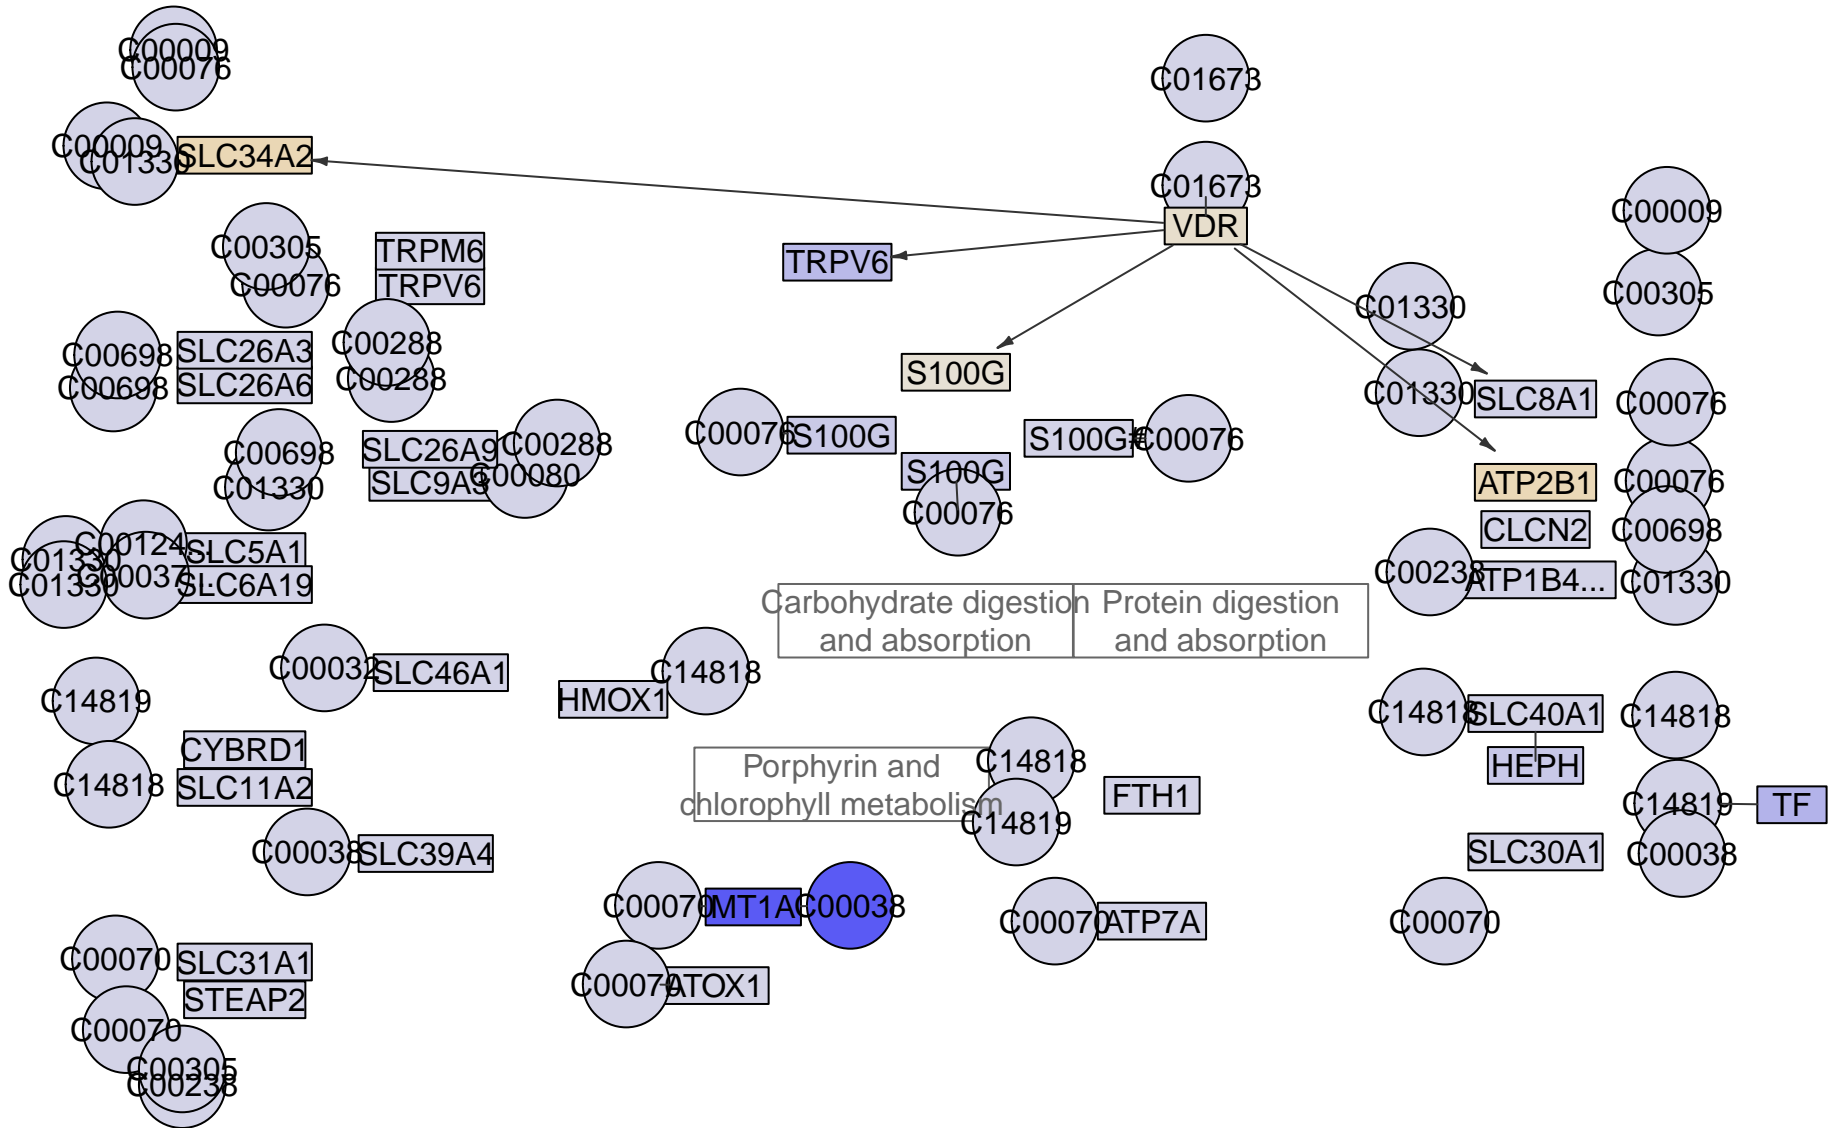 C00009
C00076
C01673
C00009
C01330
SLC34A2
C01673
VDR
C00009
C00305
TRPM6
C00076
TRPV6
TRPV6
C01330
C00305
C00698
SLC26A3
C00288
C00698
SLC26A6
C00288
S100G
C01330
SLC8A1
C00076
C00698
SLC26A9
C00288
C00076
S100G
S100G#
C00076
C01330
SLC9A3
C00080
S100G
C00076
ATP2B1
C00076
CLCN2
C00698
C00124...
SLC5A1
C01330
C00037...
SLC6A19
C01330
C00238
ATP1B4...
C01330
Carbohydrate digestion
and absorption
Protein digestion
and absorption
C00032
SLC46A1
C14818
HMOX1
C14819
C14818
SLC40A1
C14818
CYBRD1
C14818
SLC11A2
Porphyrin and
chlorophyll metabolism
C14818
C14819
FTH1
HEPH
C14819
TF
C00038
SLC39A4
SLC30A1
C00038
C00070
MT1A
C00038
C00070
ATP7A
C00070
C00070
SLC31A1
STEAP2
C00070
ATOX1
C00070
C00305
C00238